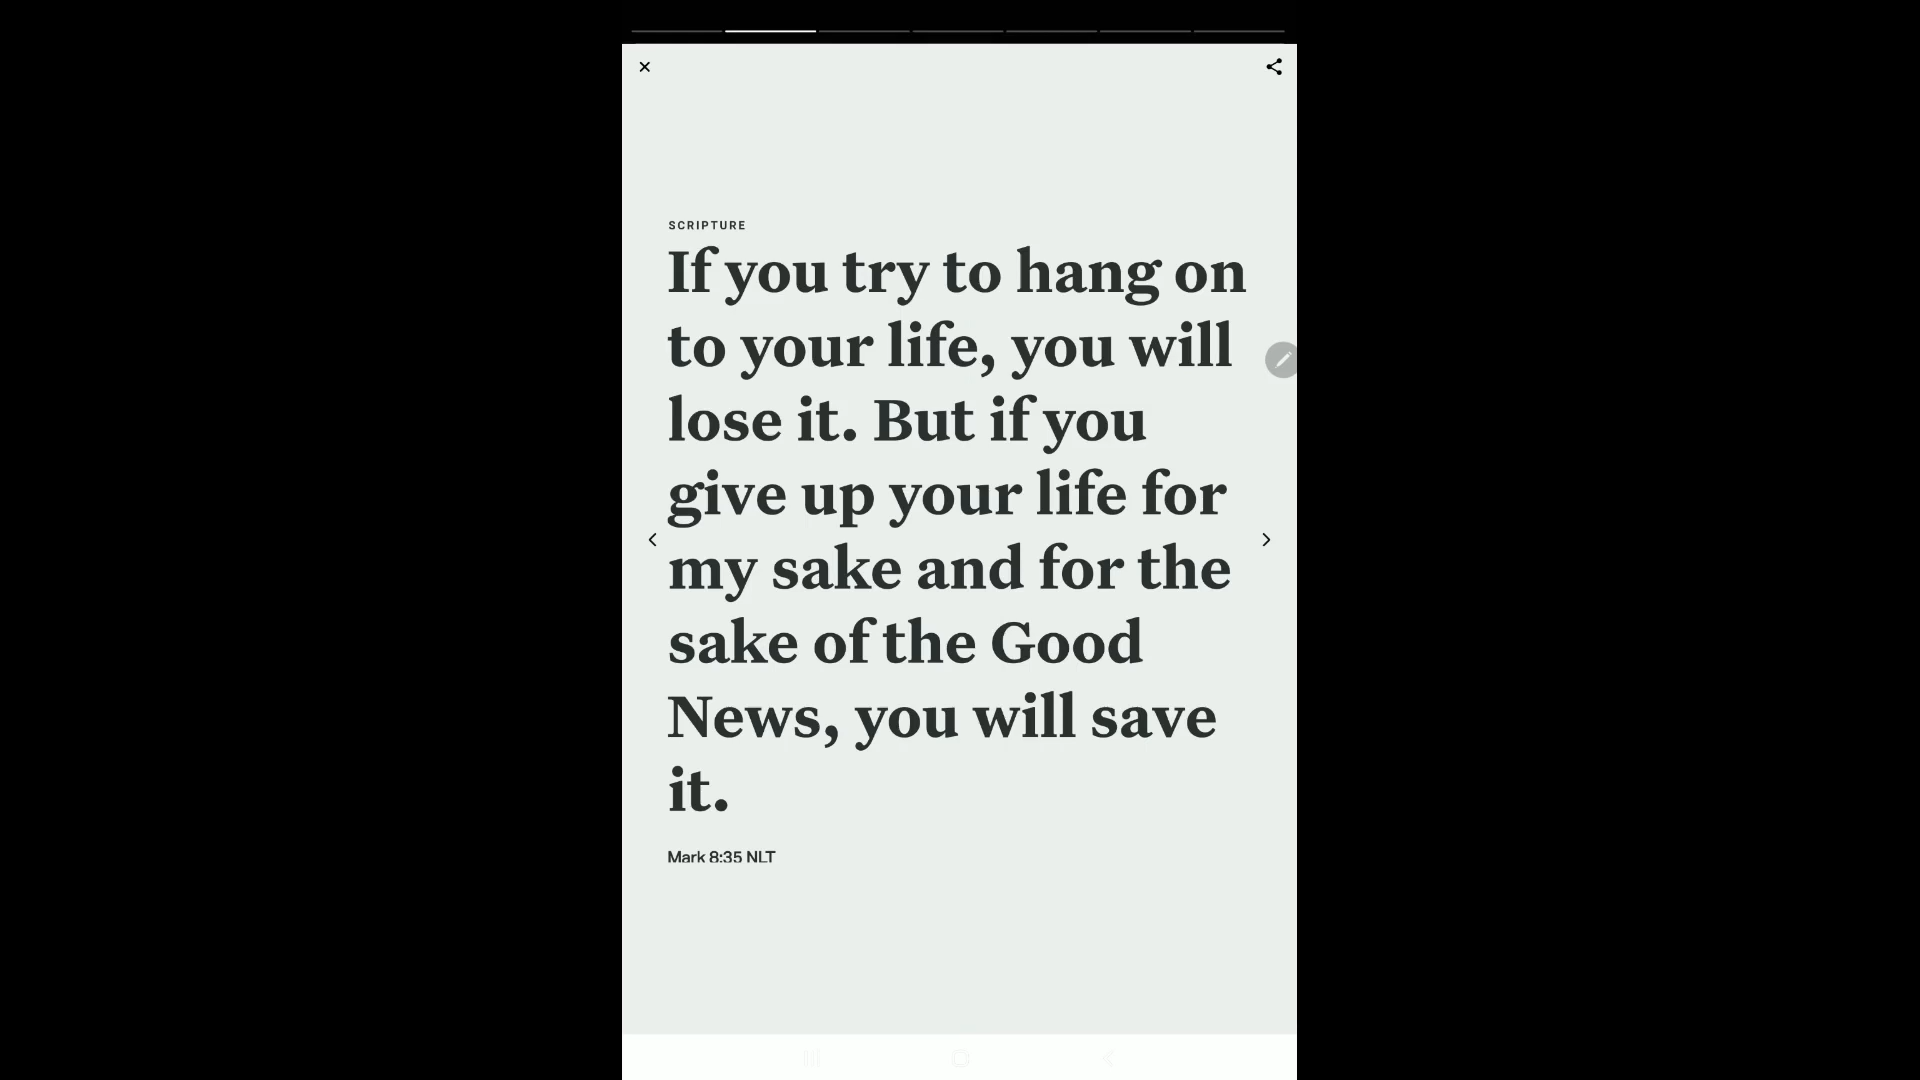 SCRIPTURE
If you try to hang on
to your life, you will
lose it. But if you
give up your life for
my sake and for the
sake of the Good
News, you will save
it.
Mark 8:35 NLT